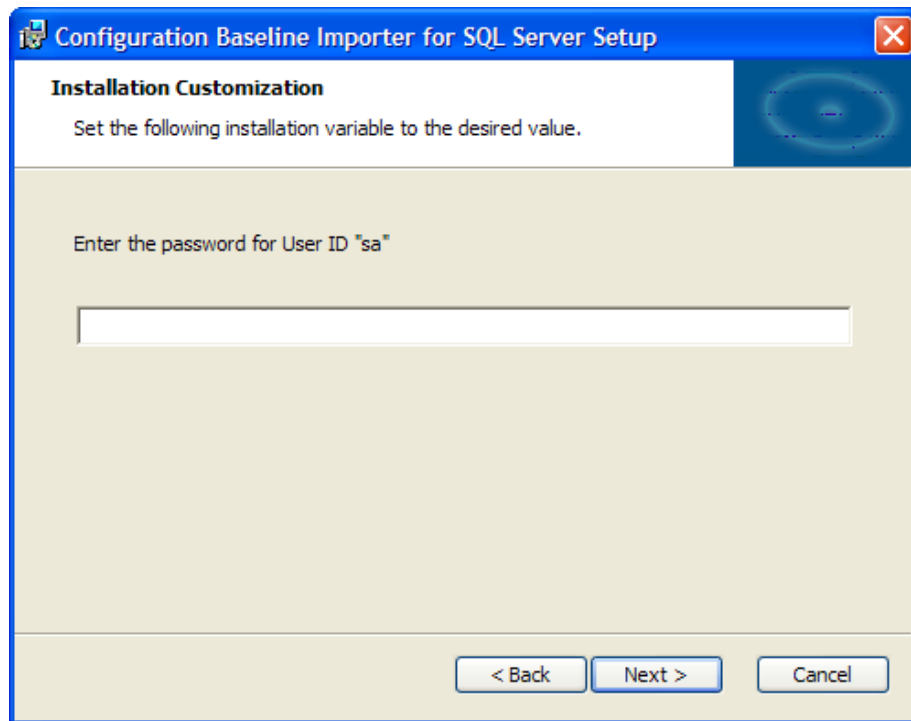 Configuration Baseline Importer for SQL Server Setup
Installation Customization
Set the following installation variable to the desired value.
Enter the password for User ID "sa"
< Back Next > Cancel